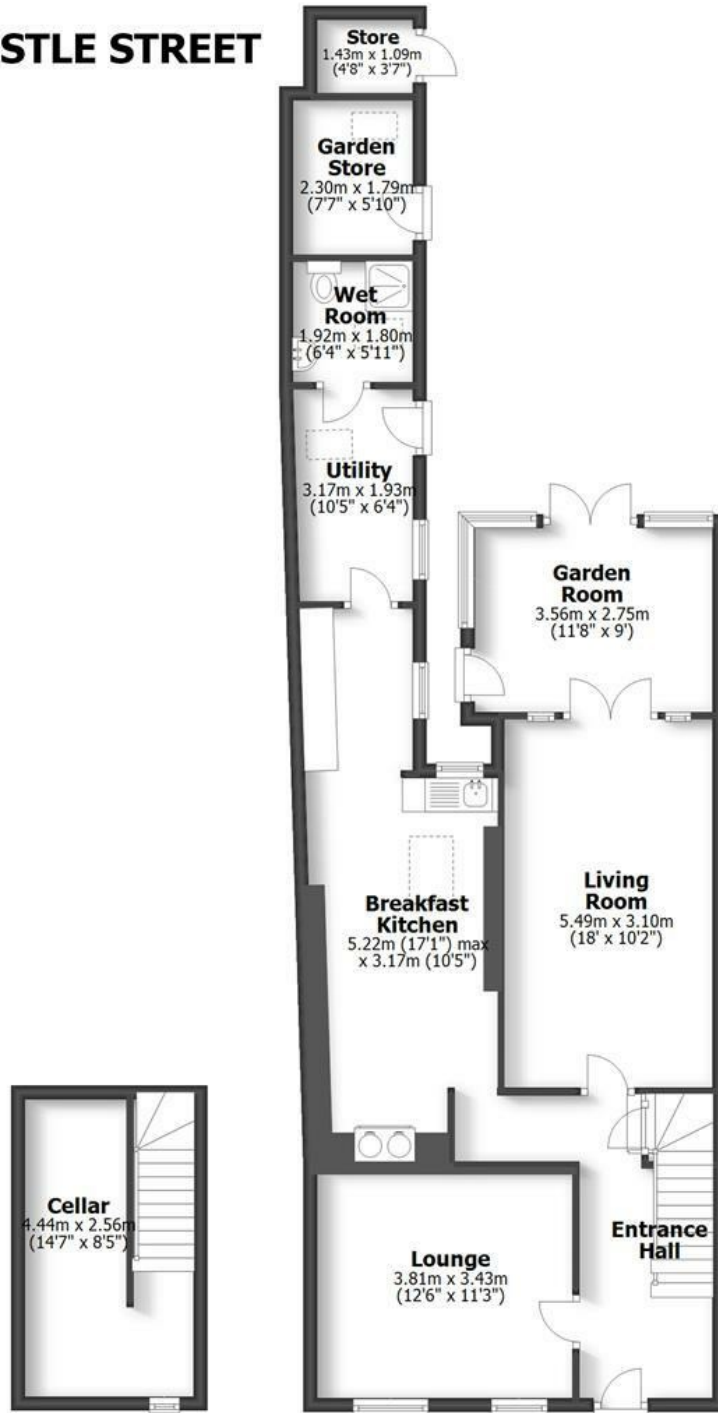 STLE STREET
Store
1.43m x 1.09m
(4'8" x 3'7")
Garden
Store
2.30m x 1.79m
(7'7" x 5'10")
Wet
Room
1.92m x 1.80m
(6'4" x 5'11")
Utility
3.17m x 1.93m
(10'5" x 6'4")
Garden
Room
3.56m x 2.75m
(11'8" x 9')
Living
Room
5.49m x 3.10m
(18' x 10'2")
Breakfast
Kitchen
5.22m (17'1") max
x 3.17m (10'5")
Cellar
4.44m x 2.56m
(14'7" x 8'5")
Lounge
3.81m x 3.43m
(12'6" x 11'3")
Entrance
Hall